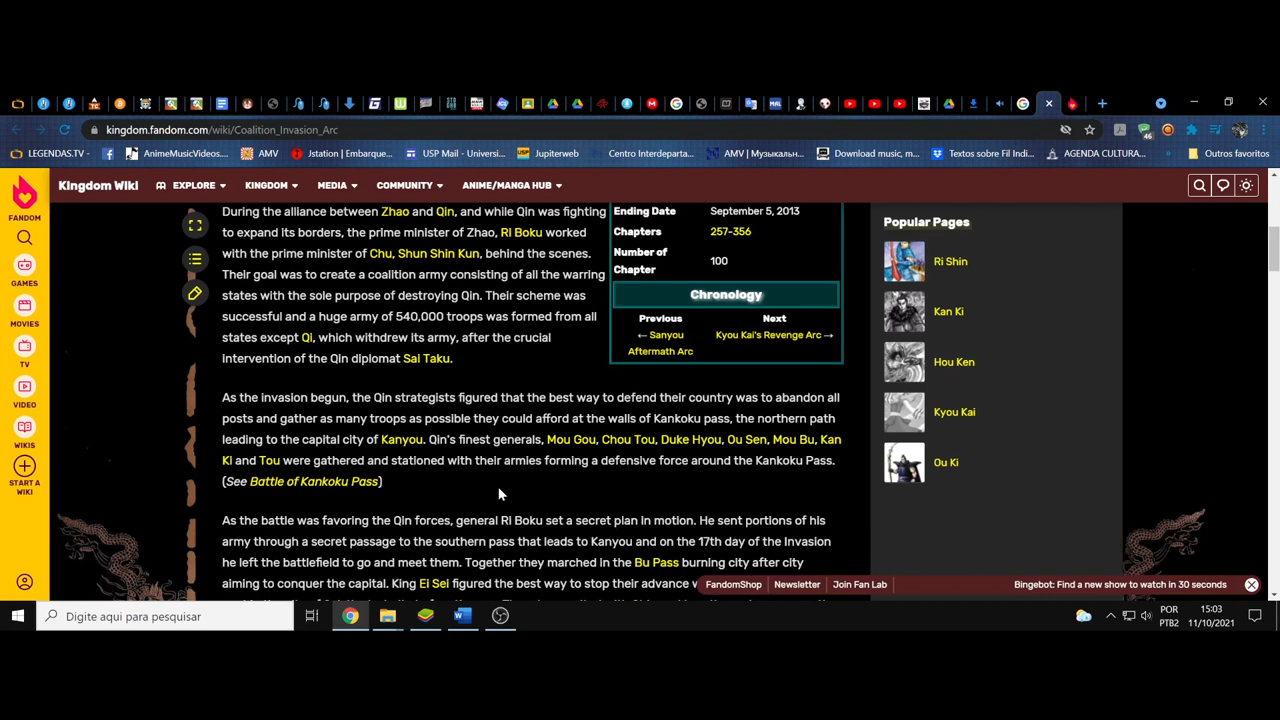 kingdom.fandom.com/wiki/Coalition_Invasion_Arc
46
LEGENDAS.TV -
AnimeMusicVideos...
AMV
Jstation | Embarque...
USP Mail - Universi...
Jupiterweb
Centro Interdeparta...
AMV | Музыкальн...
Download music, m...
Textos sobre Fil Indi...
AGENDA CULTURA...
»
Outros favoritos
FANDOM
GAMES
MOVIES
TV
VIDEO
WIKIS
START A
WIKI
Kingdom Wiki
EXPLORE
KINGDOM
MEDIA
COMMUNITY
ANIME/MANGA HUB
During the alliance between Zhao and Qin, and while Qin was fighting
to expand its borders, the prime minister of Zhao, Ri Boku worked
with the prime minister of Chu, Shun Shin Kun, behind the scenes.
Their goal was to create a coalition army consisting of all the warring
states with the sole purpose of destroying Qin. Their scheme was
successful and a huge army of 540,000 troops was formed from all
states except Qi, which withdrew its army, after the crucial
intervention of the Qin diplomat Sai Taku.
Ending Date September 5, 2013
Chapters 257-356
Number of
Chapter 100
Chronology
Previous Next
← Sanyou
Aftermath Arc
Kyou Kai's Revenge Arc →
As the invasion begun, the Qin strategists figured that the best way to defend their country was to abandon all
posts and gather as many troops as possible they could afford at the walls of Kankoku pass, the northern path
leading to the capital city of Kanyou. Qin's finest generals, Mou Gou, Chou Tou, Duke Hyou, Ou Sen, Mou Bu, Kan
Ki and Tou were gathered and stationed with their armies forming a defensive force around the Kankoku Pass.
(See Battle of Kankoku Pass)
As the battle was favoring the Qin forces, general Ri Boku set a secret plan in motion. He sent portions of his
army through a secret passage to the southern pass that leads to Kanyou and on the 17th day of the Invasion
he left the battlefield to go and meet them. Together they marched in the Bu Pass burning city after city
aiming to conquer the capital. King Ei Sei figured the best way to stop their advance
Popular Pages
Ri Shin
Kan Ki
Hou Ken
Kyou Kai
Ou Ki
FandomShop
Newsletter
Join Fan Lab
Bingebot: Find a new show to watch in 30 seconds
Digite aqui para pesquisar
POR
PTB2
15:03
11/10/2021